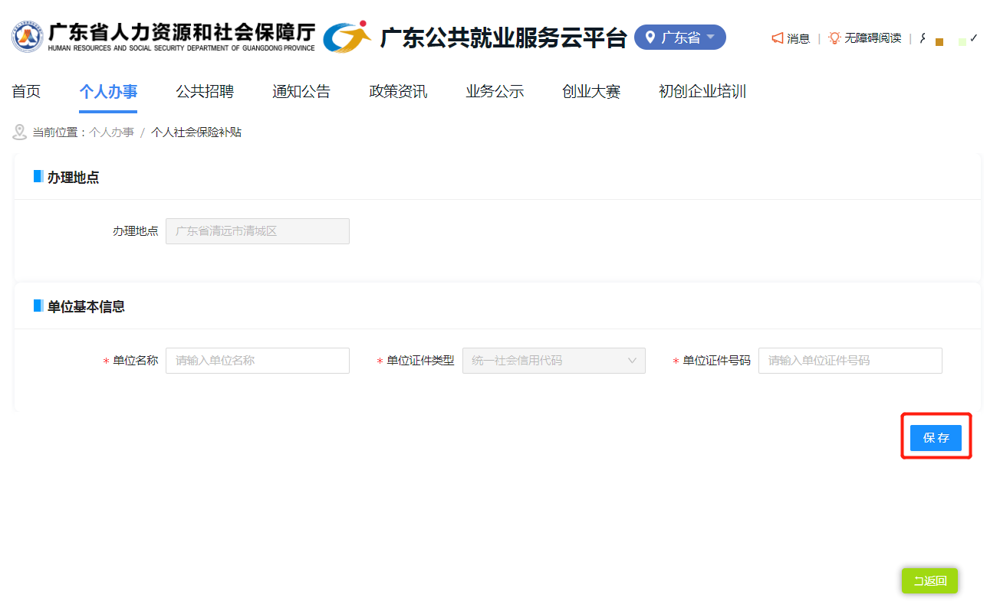 广东省人力资源和社会保障厅
HUMAN RESOURCES AND SOCIAL SECURITY DEPARTMENT OF GUANGDONG PROVINCE
广东公共就业服务云平台 广东省
消息 | 无障碍阅读 |
首页 个人办事 公共招聘 通知公告 政策资讯 业务公示 创业大赛 初创企业培训
当前位置：个人办事 / 个人社会保险补贴
办理地点
办理地点 广东省清远市清城区
单位基本信息
* 单位名称 请输入单位名称 * 单位证件类型 统一社会信用代码 * 单位证件号码 请输入单位证件号码
保存
返回